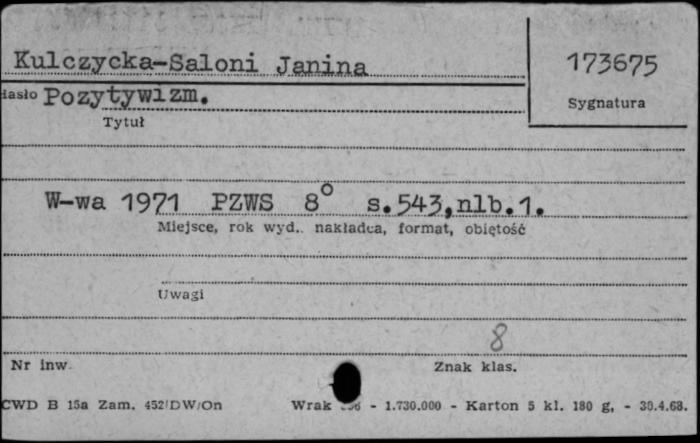 Kulczycka-Saloni Janina
173675
Hasło Pozytywizm.
Sygnatura
Tytuł
W-wa 1971 PZWS 8° s.543,nlb.1.
Miejsce, rok wyd., nakładca, format, objętość
Uwagi
8
Nr inw.
Znak klas.
CWD B 15a Zam. 452/DW/On Wrak - 1.730.000 - Karton 5 kl. 180 g, - 30.4.68.